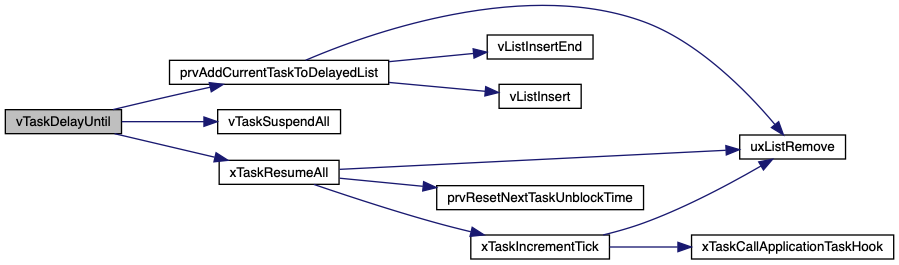 vTaskDelayUntil
prvAddCurrentTaskToDelayedList
vTaskSuspendAll
xTaskResumeAll
vListInsertEnd
vListInsert
uxListRemove
prvResetNextTaskUnblockTime
xTaskIncrementTick
xTaskCallApplicationTaskHook